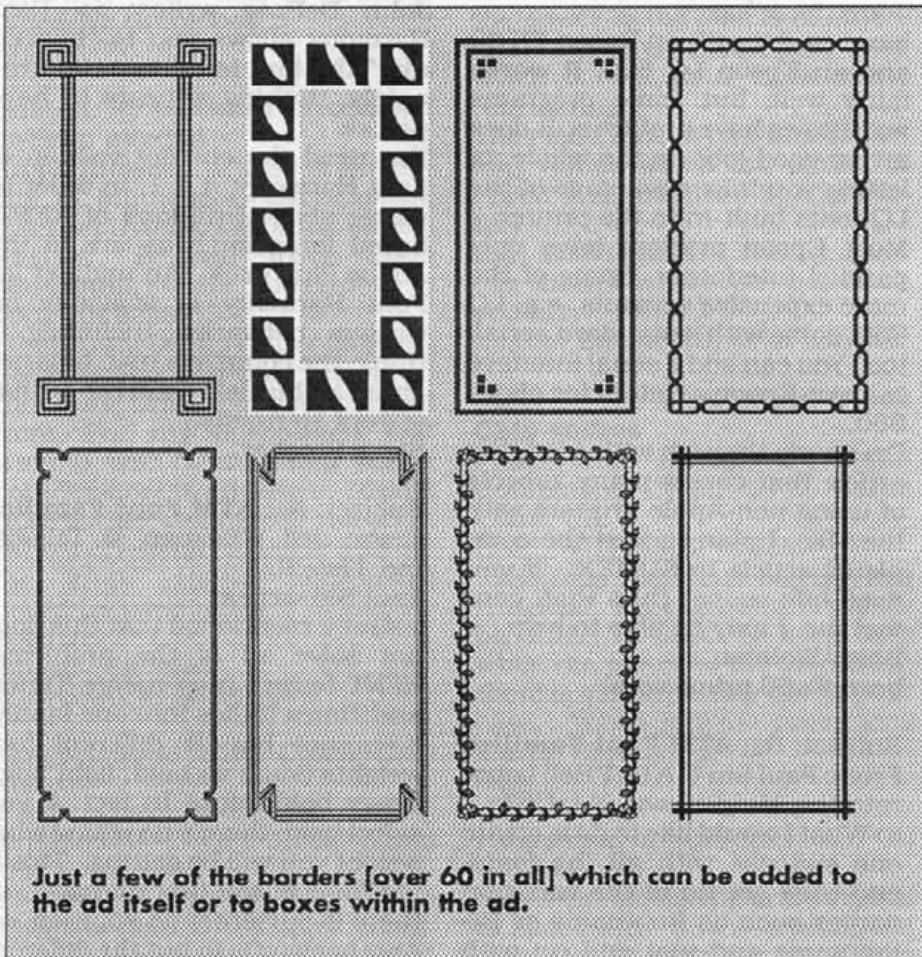 Just a few of the borders [over 60 in all] which can be added to
the ad itself or to boxes within the ad.